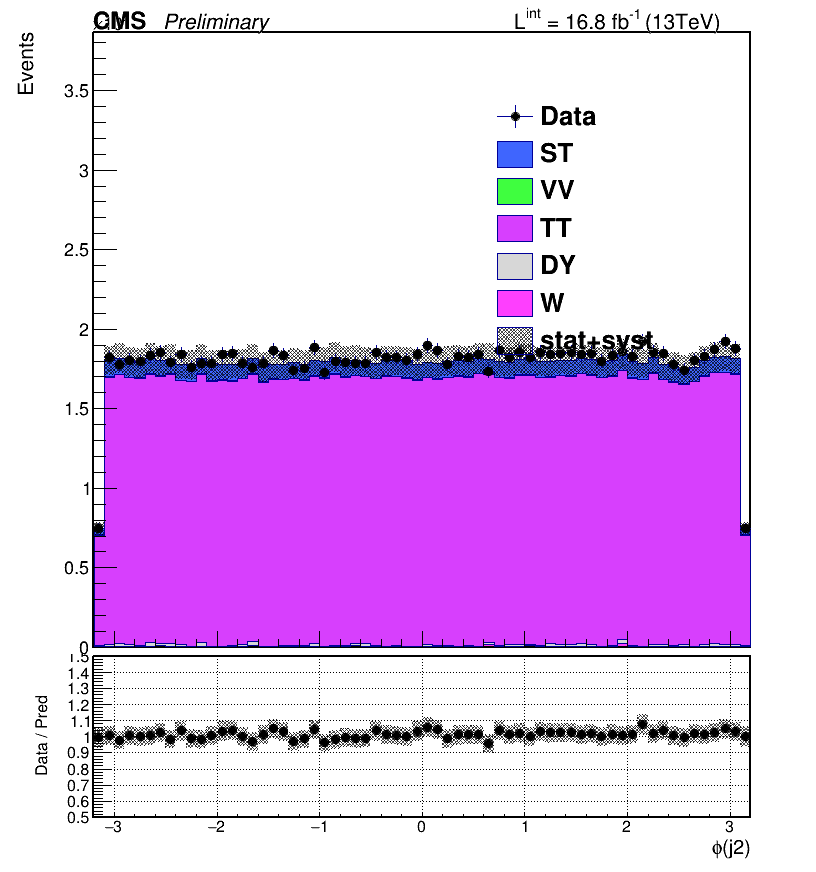 CMS Preliminary L^int = 16.8 fb^-1 (13TeV)
Events
3.5
3
2.5
2
1.5
1
0.5
0
Data
ST
VV
TT
DY
W
stat+syst
Data / Pred
1.5
1.4
1.3
1.2
1.1
1
0.9
0.8
0.7
0.6
0.5
−3 −2 −1 0 1 2 3
ϕ(j2)